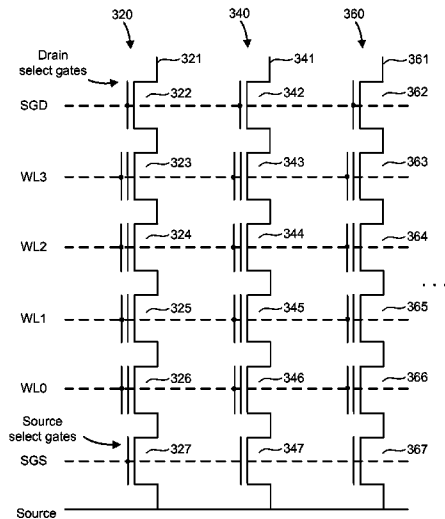 320 340 360
321 341 361
Drain
select gates
322 342 362
SGD
323 343 363
WL3
324 344 364
WL2
. . .
325 345 365
WL1
326 346 366
WL0
Source
select gates
327 347 367
SGS
Source